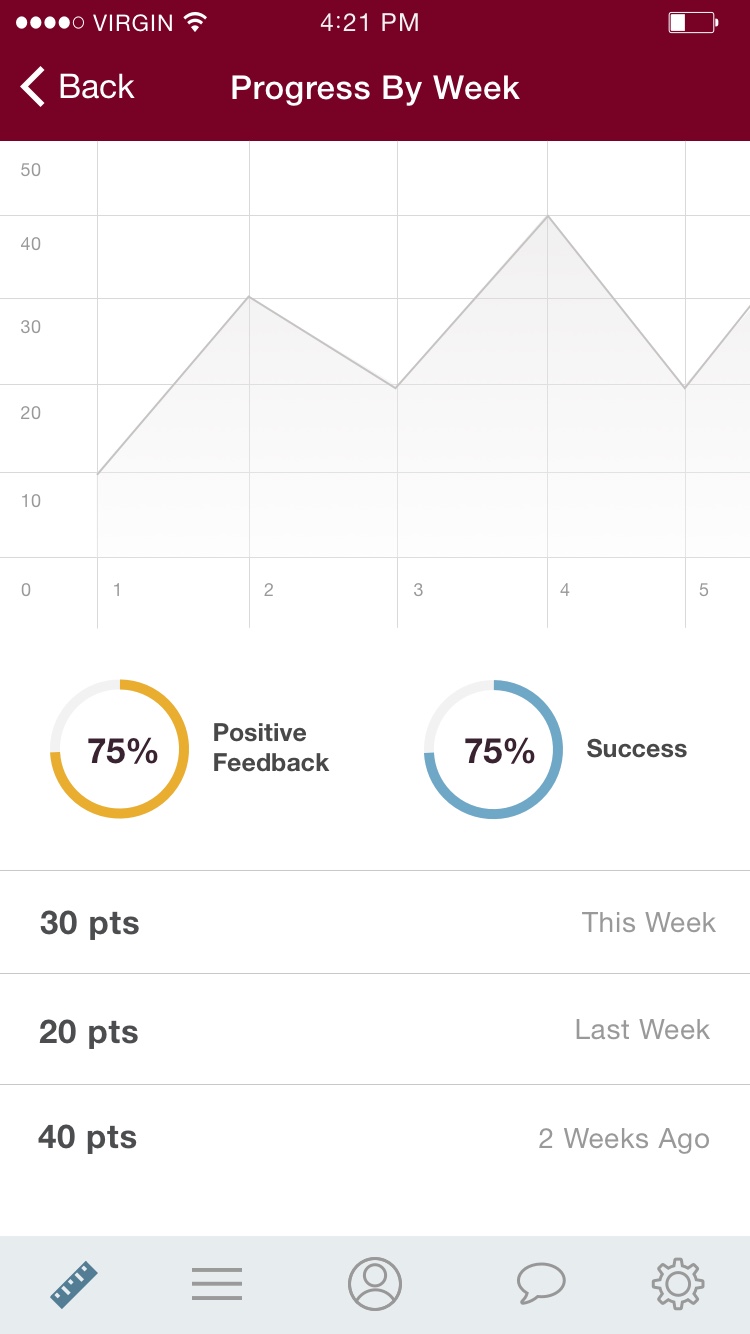 VIRGIN 4:21 PM
Back Progress By Week
50
40
30
20
10
0 1 2 3 4 5
75% Positive Feedback
75% Success
30 pts This Week
20 pts Last Week
40 pts 2 Weeks Ago